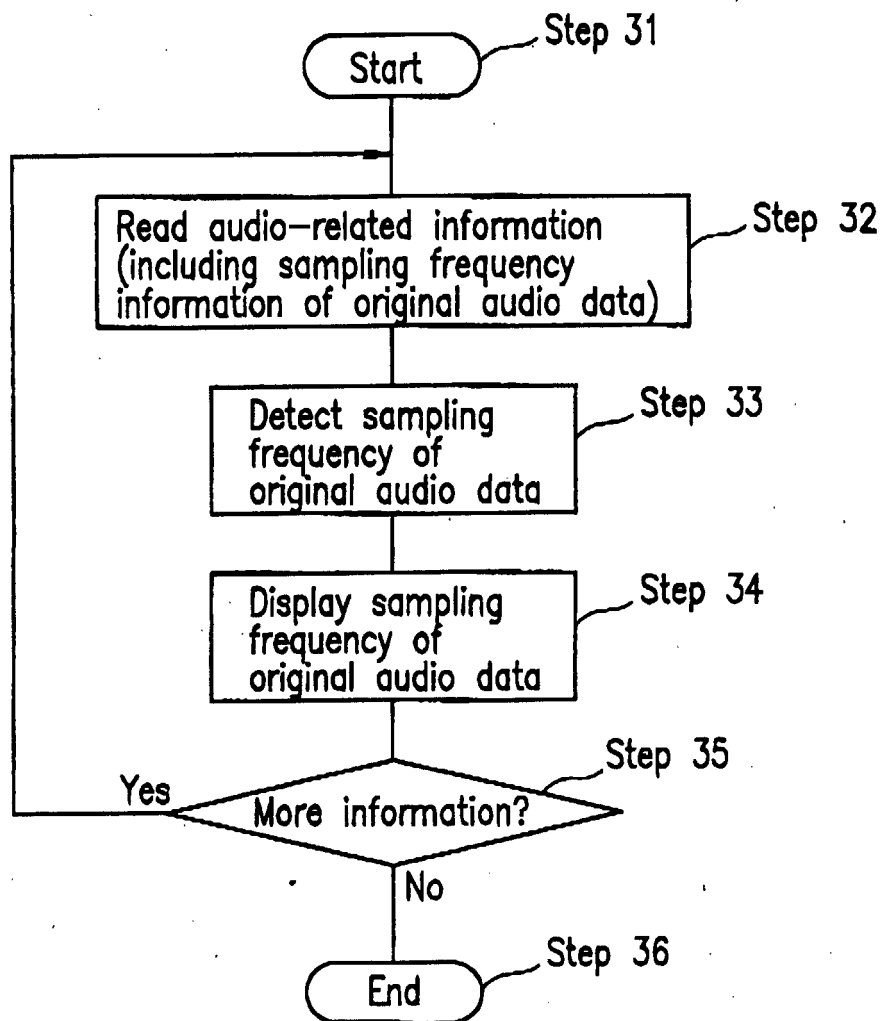 Step 31
Start
Step 32
Read audio-related information
(including sampling frequency
information of original audio data)
Step 33
Detect sampling
frequency of
original audio data
Step 34
Display sampling
frequency of
original audio data
Step 35
Yes
More information?
No
Step 36
End